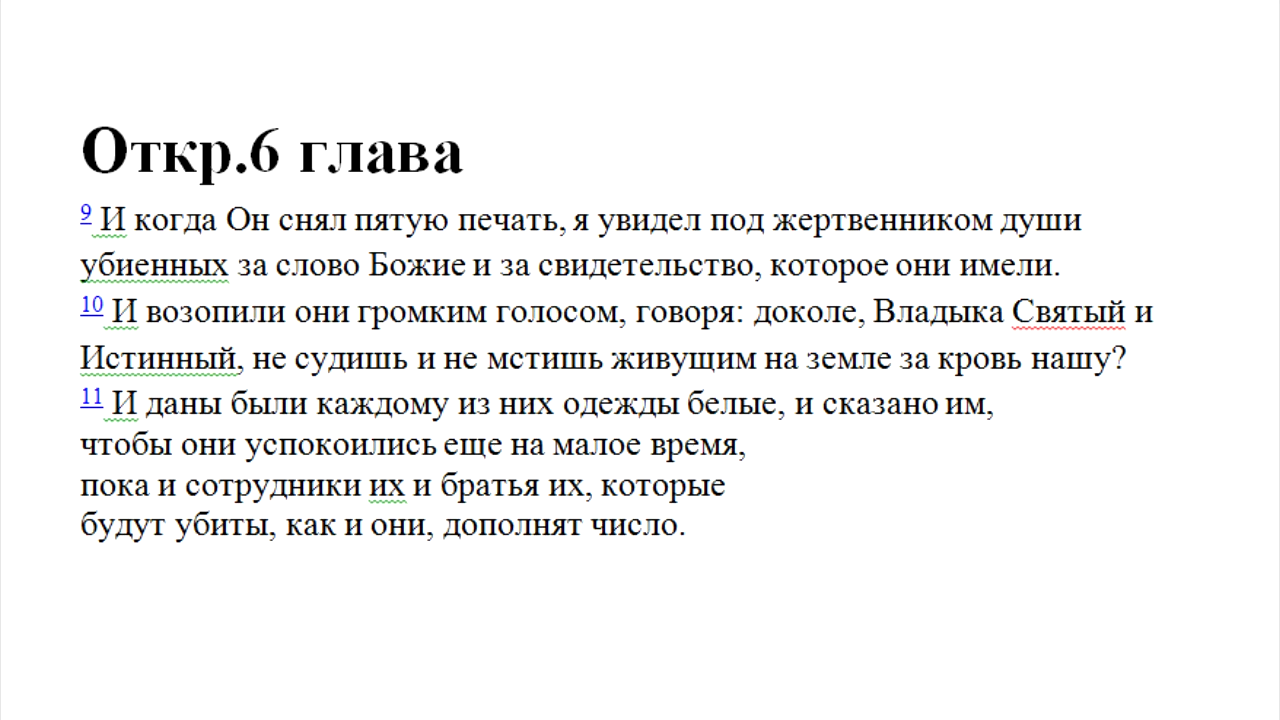 Откр.6 глава
9 И когда Он снял пятую печать, я увидел под жертвенником души
убиенных за слово Божие и за свидетельство, которое они имели.
10 И возопили они громким голосом, говоря: доколе, Владыка Святый и
Истинный, не судишь и не мстишь живущим на земле за кровь нашу?
11 И даны были каждому из них одежды белые, и сказано им,
чтобы они успокоились еще на малое время,
пока и сотрудники их и братья их, которые
будут убиты, как и они, дополнят число.